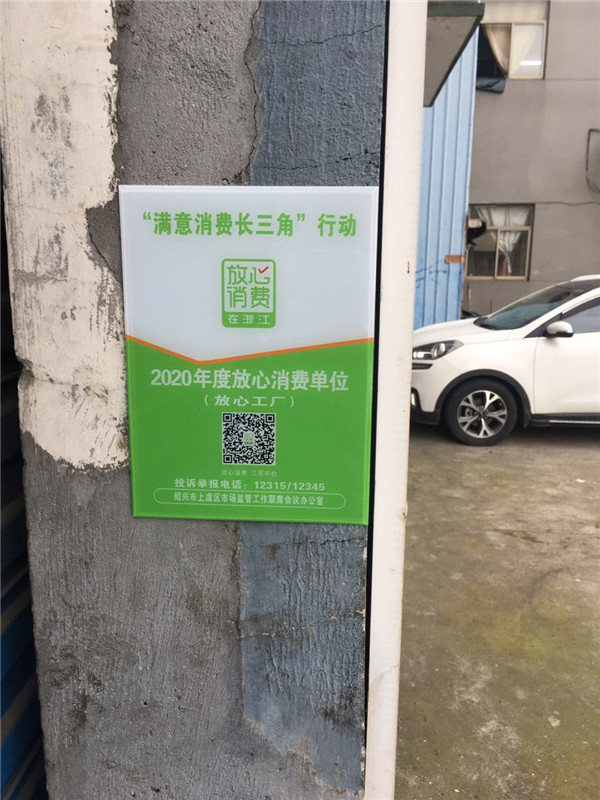 “满意消费长三角”行动
放心
消费
在浙江
2020年度放心消费单位
（放心工厂）
投诉举报电话：12315/12345
绍兴市上虞区市场监管工作联席会议办公室